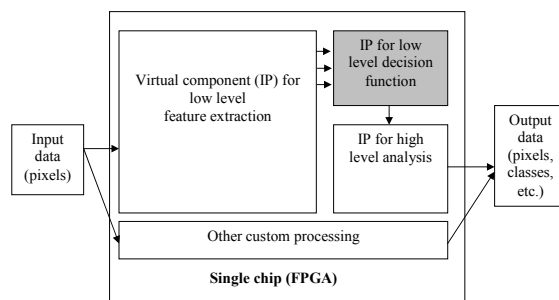 Input
data
(pixels)
Virtual component (IP) for
low level
feature extraction
IP for low
level decision
function
IP for high
level analysis
Output
data
(pixels,
classes,
etc.)
Other custom processing
Single chip (FPGA)